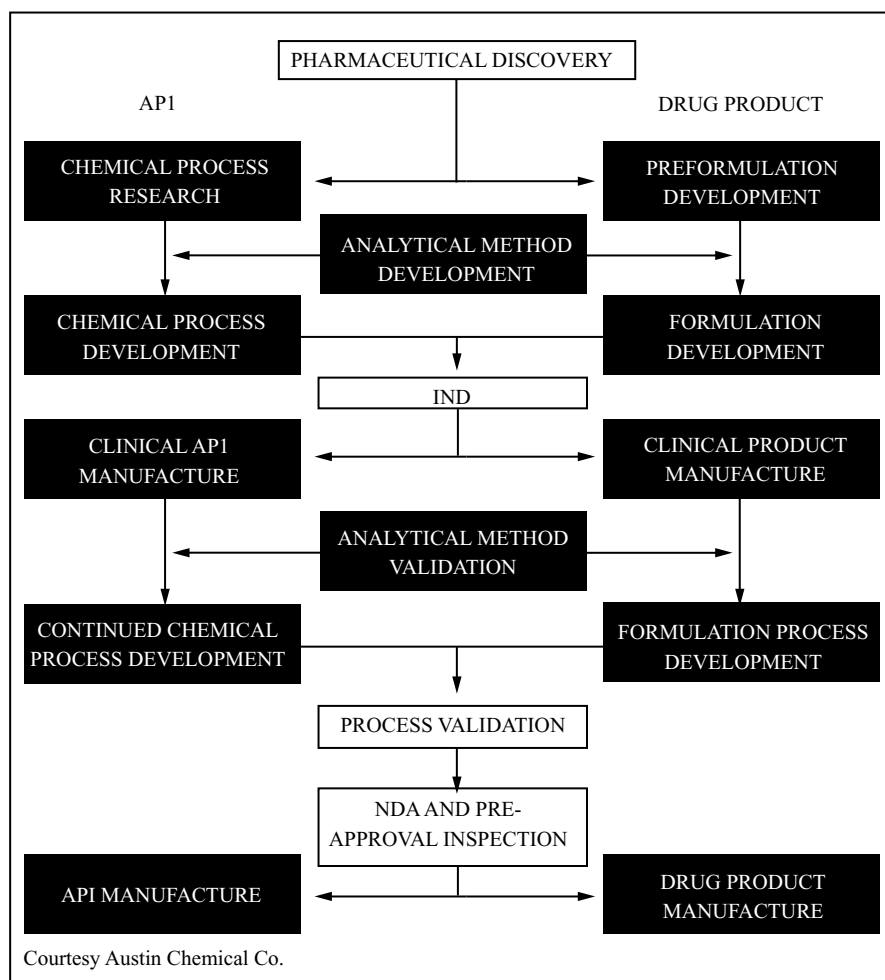 PHARMACEUTICAL DISCOVERY
AP1
DRUG PRODUCT
CHEMICAL PROCESS
RESEARCH
PREFORMULATION
DEVELOPMENT
ANALYTICAL METHOD
DEVELOPMENT
CHEMICAL PROCESS
DEVELOPMENT
FORMULATION
DEVELOPMENT
IND
CLINICAL AP1
MANUFACTURE
CLINICAL PRODUCT
MANUFACTURE
ANALYTICAL METHOD
VALIDATION
CONTINUED CHEMICAL
PROCESS DEVELOPMENT
FORMULATION PROCESS
DEVELOPMENT
PROCESS VALIDATION
NDA AND PRE-
APPROVAL INSPECTION
API MANUFACTURE
DRUG PRODUCT
MANUFACTURE
Courtesy Austin Chemical Co.